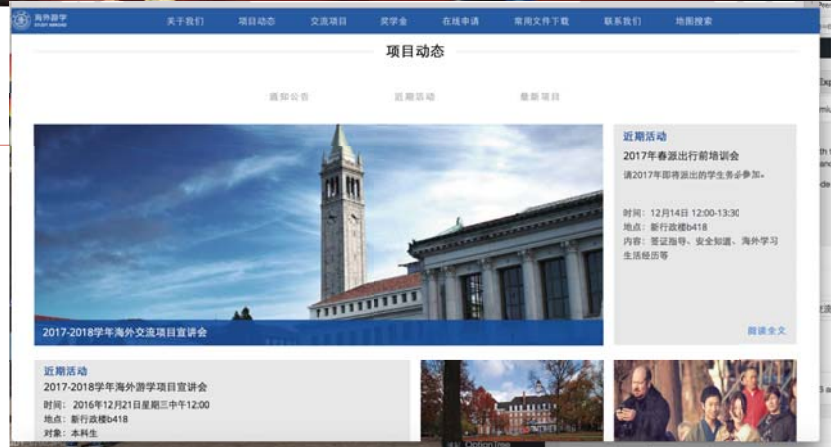 海外游学
STUDY ABROAD
关于我们 项目动态 交流项目 奖学金 在线申请 常用文件下载 联系我们 地图搜索
项目动态
通知公告 近期活动 最新项目
近期活动
2017年春派出行前培训会
请2017年即将派出的学生务必参加。
时间：12月14日 12:00-13:30
地点：新行政楼b418
内容：签证指导、安全知道、海外学习
生活经历等
阅读全文
2017-2018学年海外交流项目宣讲会
近期活动
2017-2018学年海外游学项目宣讲会
时间： 2016年12月21日星期三中午12:00
地点：新行政楼b418
对象：本科生
OptionTree